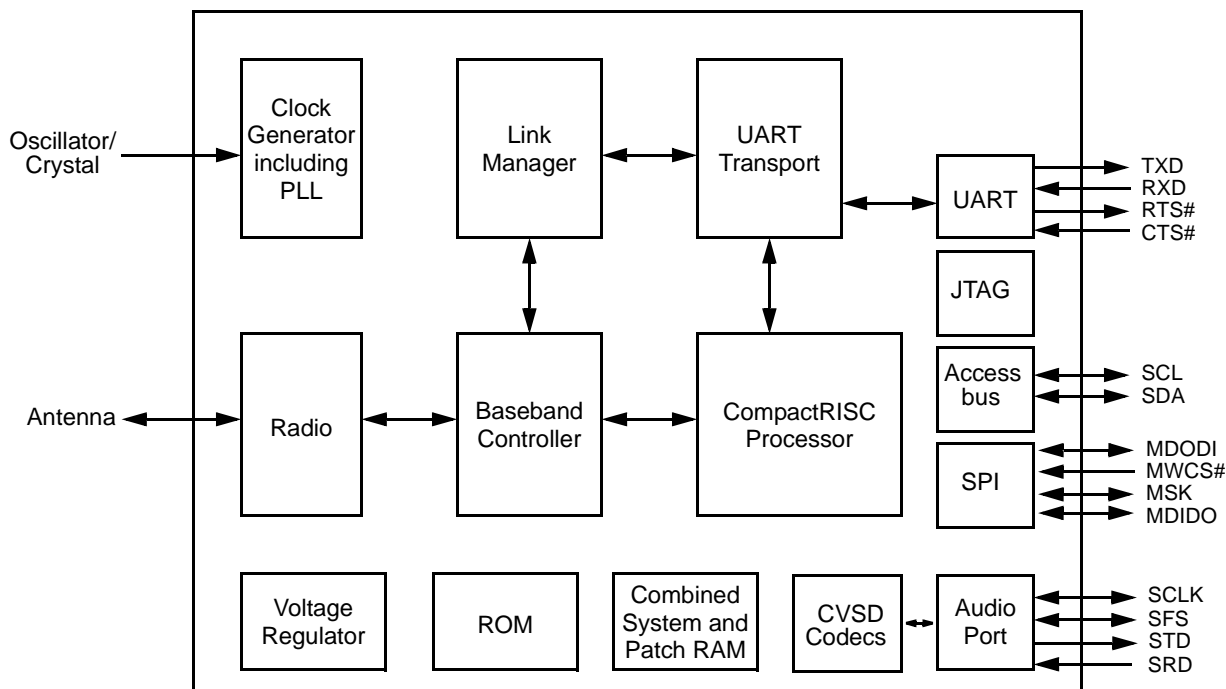 Oscillator/
Crystal
Clock
Generator
including
PLL
Link
Manager
UART
Transport
UART
TXD
RXD
RTS#
CTS#
JTAG
Antenna
Radio
Baseband
Controller
CompactRISC
Processor
Access
bus
SCL
SDA
SPI
MDODI
MWCS#
MSK
MDIDO
Voltage
Regulator
ROM
Combined
System and
Patch RAM
CVSD
Codecs
Audio
Port
SCLK
SFS
STD
SRD